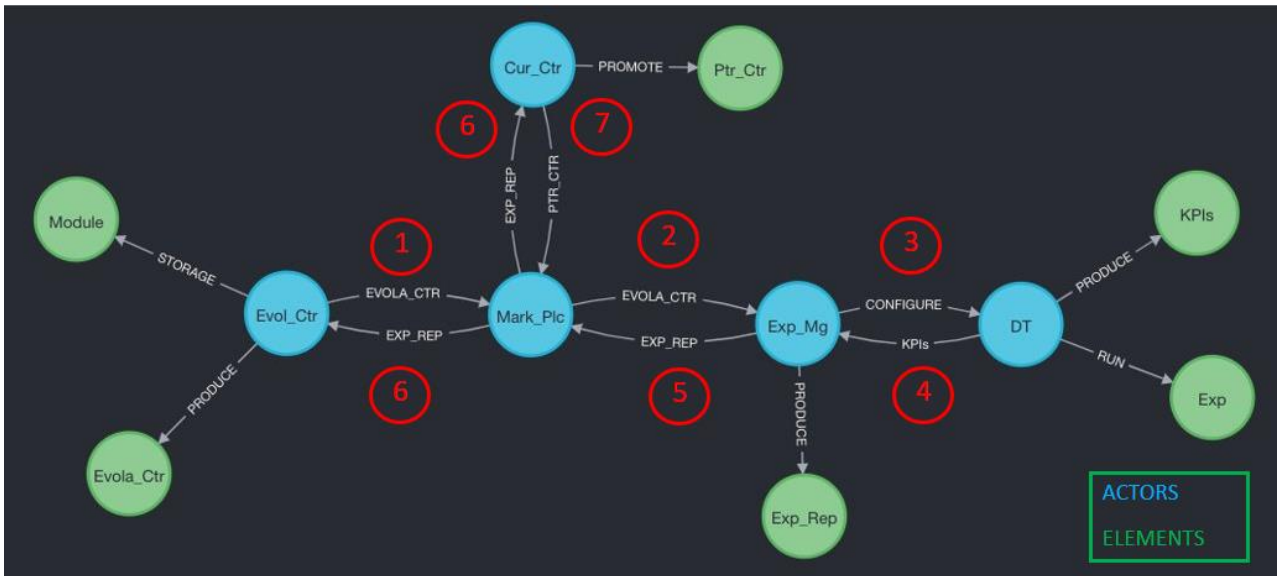 Cur_Ctr
PROMOTE
Ptr_Ctr
6
7
EXP_REP
PTR_CTR
Module
STORAGE
1
2
3
KPIs
PRODUCE
Evol_Ctr
EVOLA_CTR
Mark_Plc
EVOLA_CTR
Exp_Mg
CONFIGURE
DT
EXP_REP
EXP_REP
KPIs
RUN
PRODUCE
6
5
4
Exp
PRODUCE
Evola_Ctr
Exp_Rep
ACTORS
ELEMENTS